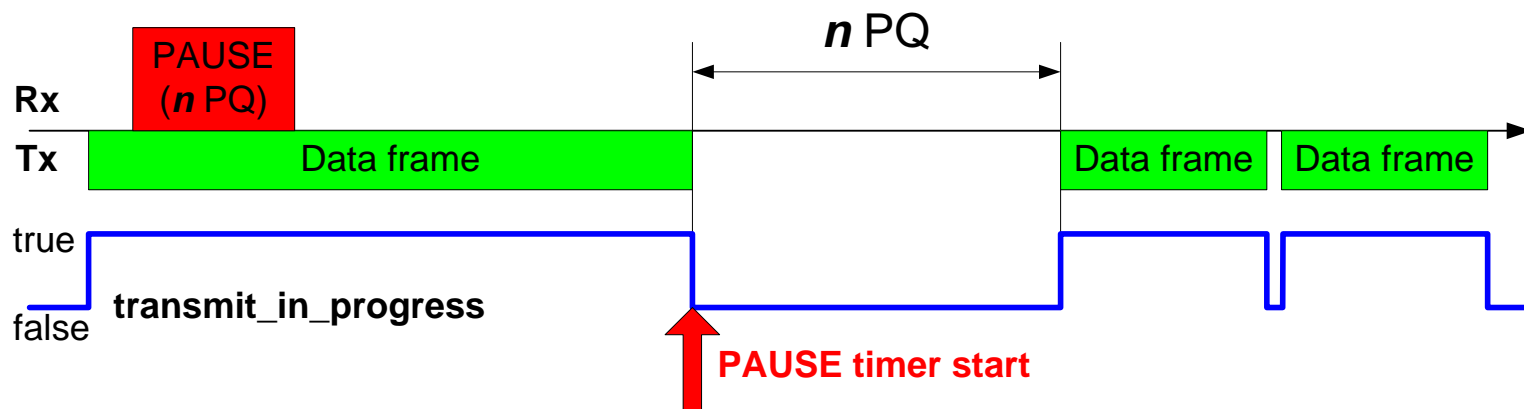 n PQ
PAUSE
(n PQ)
Rx
Tx
Data frame
Data frame
Data frame
true
transmit_in_progress
false
PAUSE timer start